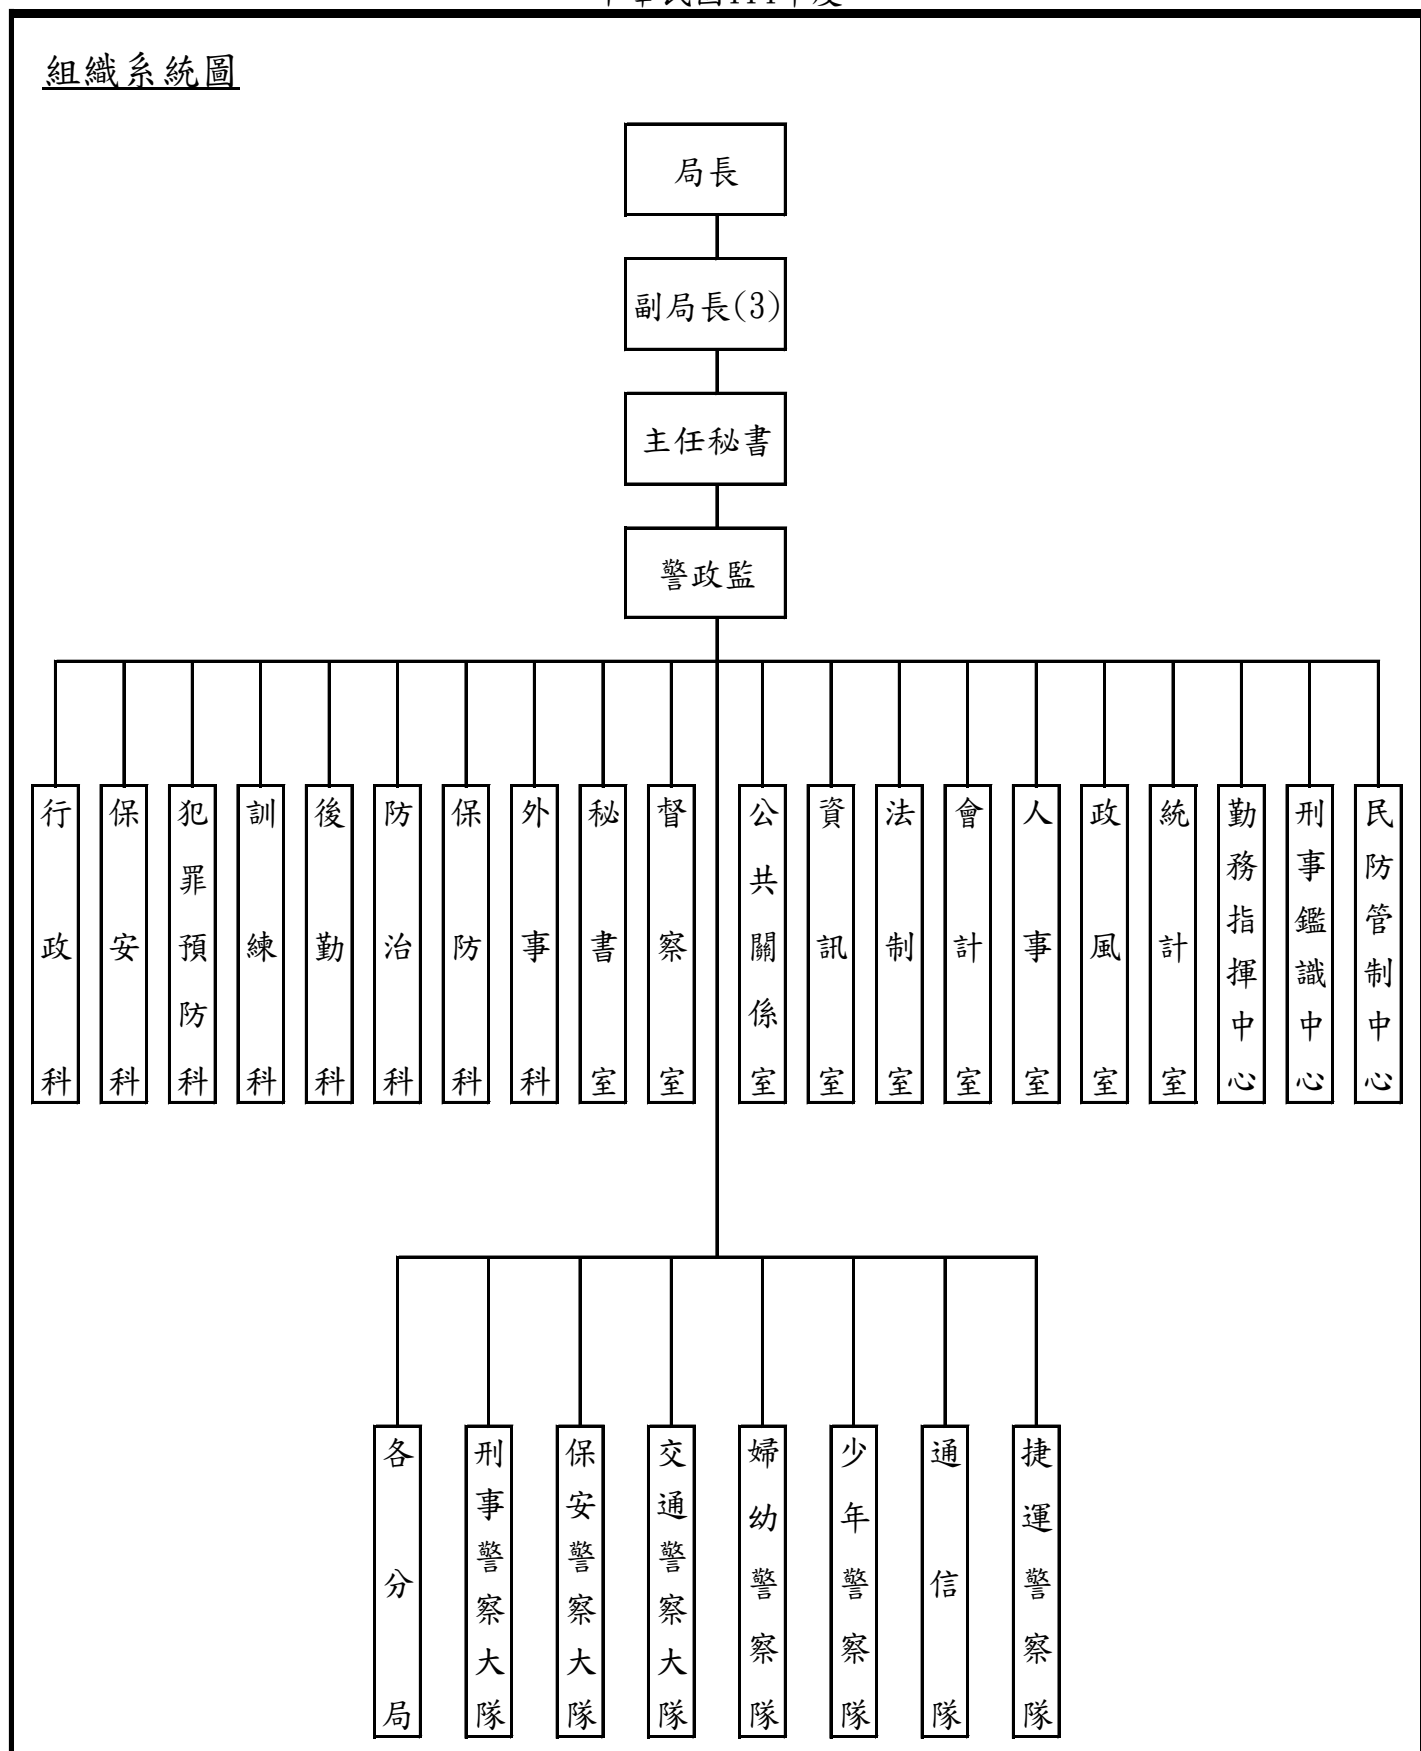 組織系統圖
局長
副局長(3)
主任秘書
警政監
行政科
保安科
犯罪預防科
訓練科
後勤科
防治科
保防科
外事科
秘書室
督察室
公共關係室
資訊室
法制室
會計室
人事室
政風室
統計室
勤務指揮中心
刑事鑑識中心
民防管制中心
各分局
刑事警察大隊
保安警察大隊
交通警察大隊
婦幼警察隊
少年警察隊
通信隊
捷運警察隊